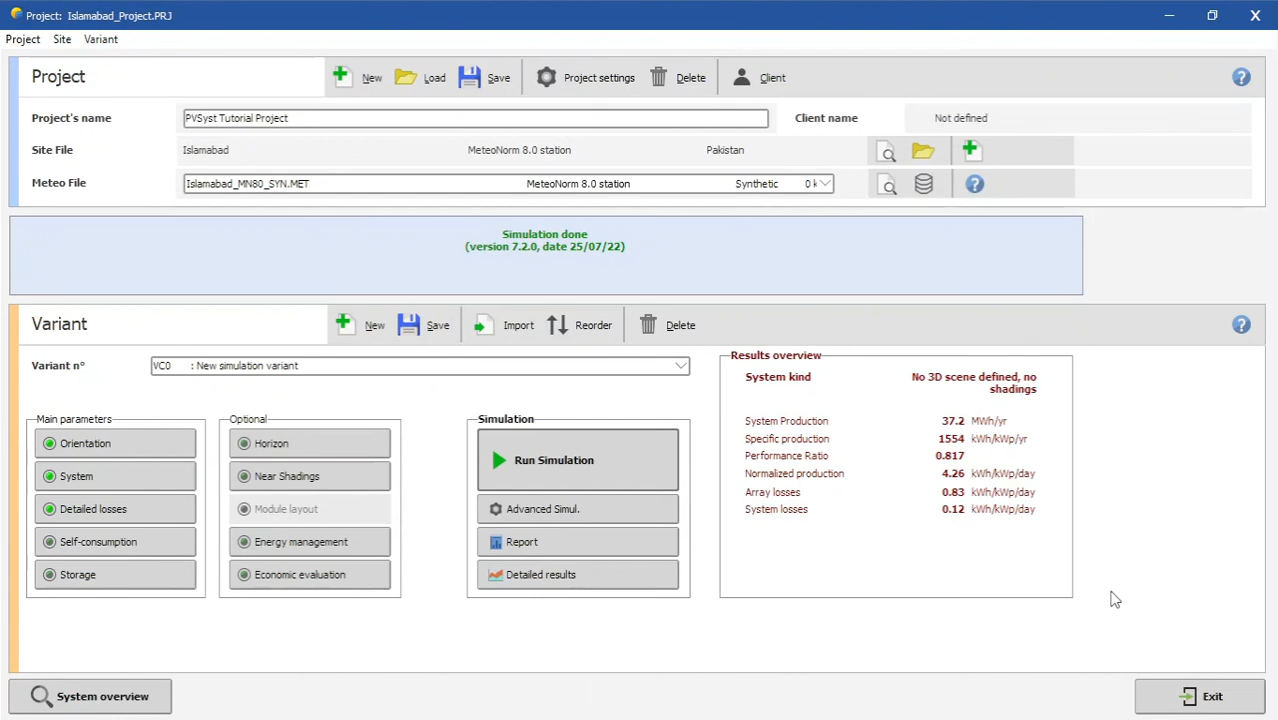 Project: Islamabad_Project.PRJ
Project Site Variant
Project New Load Save Project settings Delete Client
Project's name PVSyst Tutorial Project Client name Not defined
Site File Islamabad MeteoNorm 8.0 station Pakistan
Meteo File Islamabad_MN80_SYN.MET MeteoNorm 8.0 station Synthetic 0 k
Simulation done
(version 7.2.0, date 25/07/22)
Variant New Save Import Reorder Delete
Variant n° VC0 : New simulation variant
Results overview
System kind No 3D scene defined, no
shadings
System Production 37.2 MWh/yr
Specific production 1554 kWh/kWp/yr
Performance Ratio 0.817
Normalized production 4.26 kWh/kWp/day
Array losses 0.83 kWh/kWp/day
System losses 0.12 kWh/kWp/day
Main parameters
Orientation
System
Detailed losses
Self-consumption
Storage
Optional
Horizon
Near Shadings
Module layout
Energy management
Economic evaluation
Simulation
Run Simulation
Advanced Simul.
Report
Detailed results
System overview
Exit